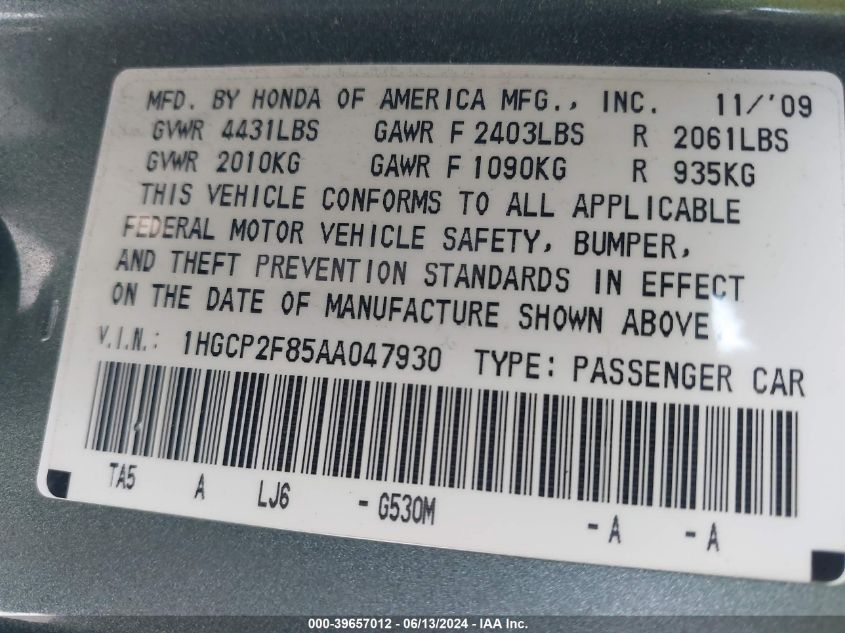 MFD. BY HONDA OF AMERICA MFG., INC. 11/'09
GVWR 4431LBS GAWR F 2403LBS R 2061LBS
GVWR 2010KG GAWR F 1090KG R 935KG
THIS VEHICLE CONFORMS TO ALL APPLICABLE
FEDERAL MOTOR VEHICLE SAFETY, BUMPER,
AND THEFT PREVENTION STANDARDS IN EFFECT
ON THE DATE OF MANUFACTURE SHOWN ABOVE.
V.I.N.: 1HGCP2F85AA047930 TYPE: PASSENGER CAR
TA5 A LJ6 - G530M - A - A
000-39657012 - 06/13/2024 - IAA Inc.